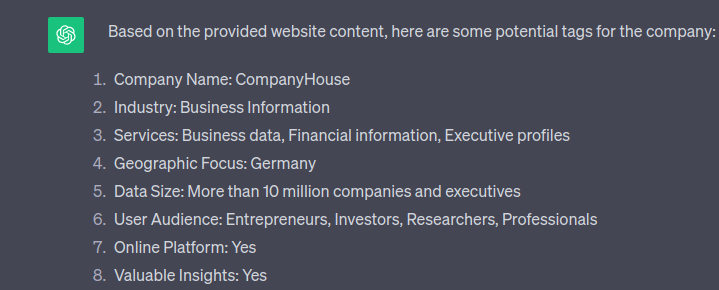 Based on the provided website content, here are some potential tags for the company:
1. Company Name: CompanyHouse
2. Industry: Business Information
3. Services: Business data, Financial information, Executive profiles
4. Geographic Focus: Germany
5. Data Size: More than 10 million companies and executives
6. User Audience: Entrepreneurs, Investors, Researchers, Professionals
7. Online Platform: Yes
8. Valuable Insights: Yes